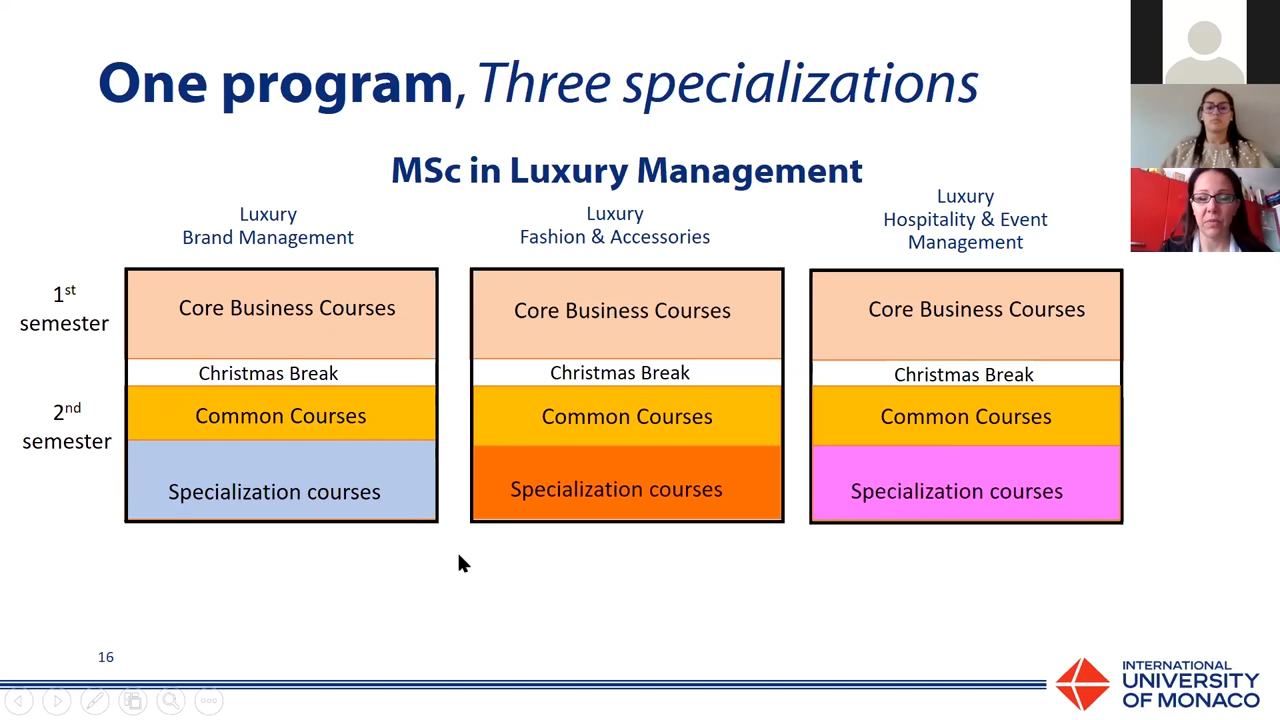 One program, Three specializations
MSc in Luxury Management
Luxury
Brand Management
Luxury
Fashion & Accessories
Luxury
Hospitality & Event
Management
1st
semester
Core Business Courses
Core Business Courses
Core Business Courses
Christmas Break
Christmas Break
Christmas Break
2nd
semester
Common Courses
Common Courses
Common Courses
Specialization courses
Specialization courses
Specialization courses
16
INTERNATIONAL
UNIVERSITY
OF MONACO